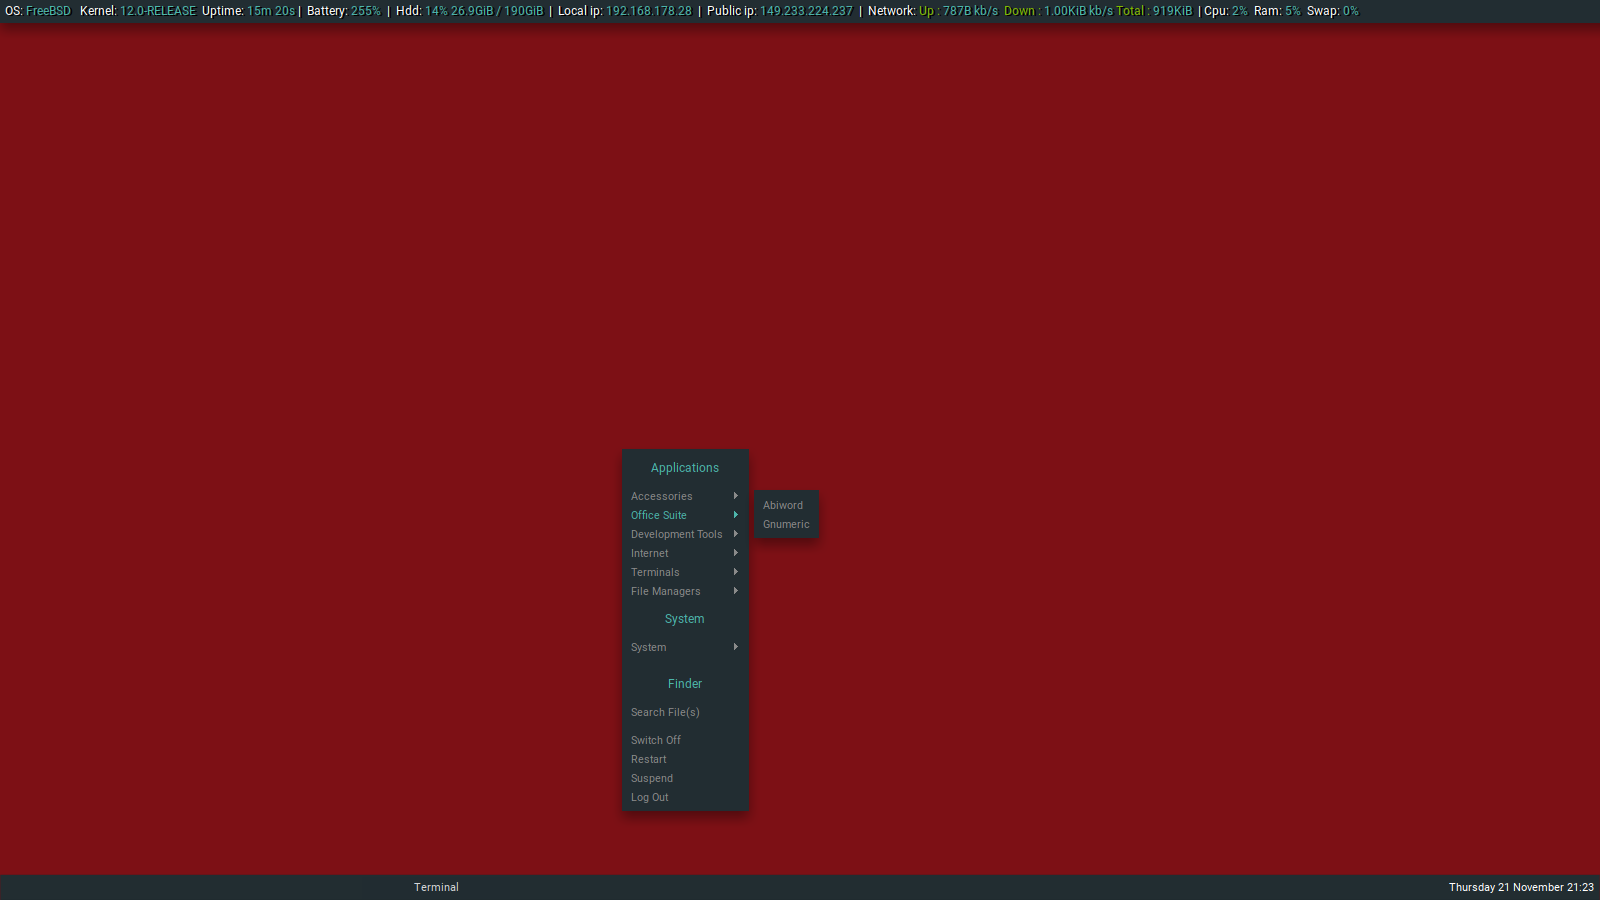 OS: FreeBSD Kernel: 12.0-RELEASE Uptime: 15m 20s | Battery: 255% | Hdd: 14% 26.9GiB / 190GiB | Local ip: 192.168.178.28 | Public ip: 149.233.224.237 | Network: Up : 787B kb/s Down : 1.00KiB kb/s Total : 919KiB | Cpu: 2% Ram: 5% Swap: 0%
Applications
Accessories
Office Suite
Abiword
Gnumeric
Development Tools
Internet
Terminals
File Managers
System
System
Finder
Search File(s)
Switch Off
Restart
Suspend
Log Out
Terminal
Thursday 21 November 21:23